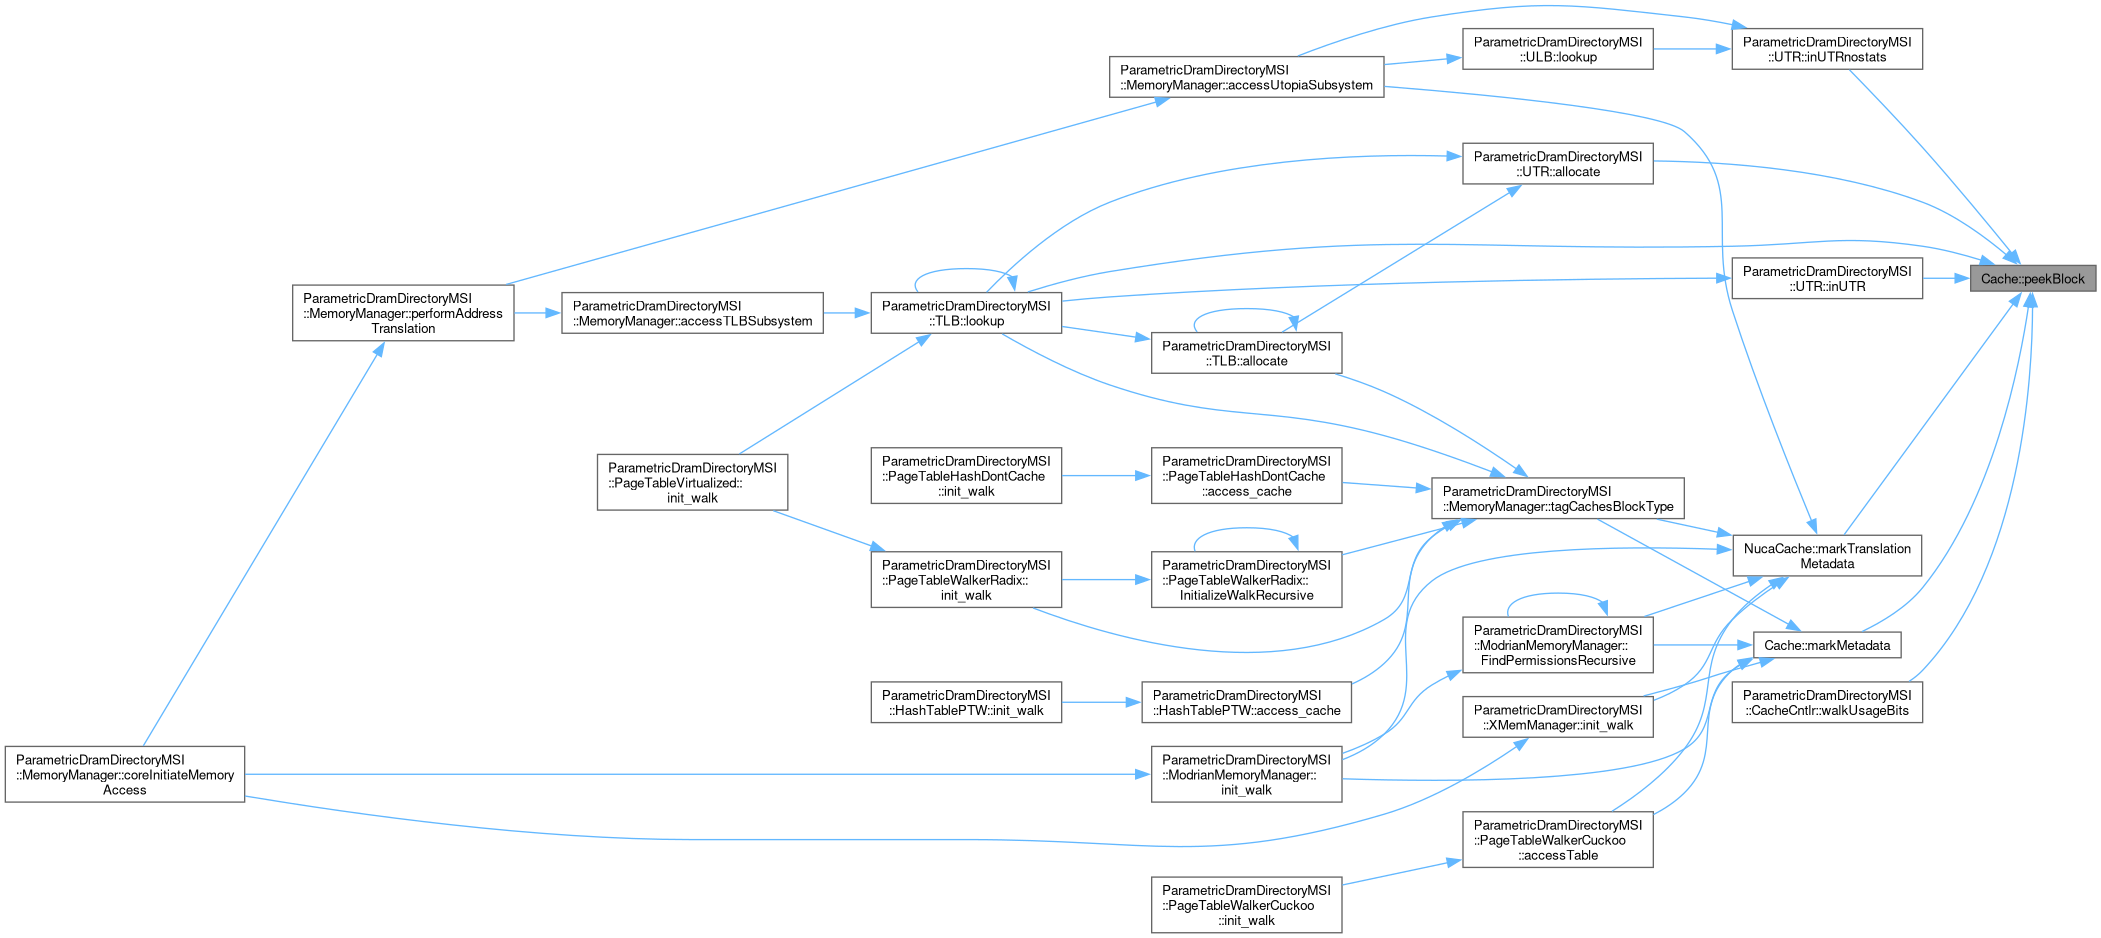 ParametricDramDirectoryMSI
::UTR::inUTRnostats
ParametricDramDirectoryMSI
::ULB::lookup
ParametricDramDirectoryMSI
::MemoryManager::accessUtopiaSubsystem
ParametricDramDirectoryMSI
::UTR::allocate
ParametricDramDirectoryMSI
::UTR::inUTR
Cache::peekBlock
ParametricDramDirectoryMSI
::MemoryManager::performAddress
Translation
ParametricDramDirectoryMSI
::MemoryManager::accessTLBSubsystem
ParametricDramDirectoryMSI
::TLB::lookup
ParametricDramDirectoryMSI
::TLB::allocate
ParametricDramDirectoryMSI
::PageTableVirtualized::
init_walk
ParametricDramDirectoryMSI
::PageTableHashDontCache
::init_walk
ParametricDramDirectoryMSI
::PageTableHashDontCache
::access_cache
ParametricDramDirectoryMSI
::MemoryManager::tagCachesBlockType
NucaCache::markTranslation
Metadata
ParametricDramDirectoryMSI
::PageTableWalkerRadix::
init_walk
ParametricDramDirectoryMSI
::PageTableWalkerRadix::
InitializeWalkRecursive
ParametricDramDirectoryMSI
::ModrianMemoryManager::
FindPermissionsRecursive
Cache::markMetadata
ParametricDramDirectoryMSI
::HashTablePTW::init_walk
ParametricDramDirectoryMSI
::HashTablePTW::access_cache
ParametricDramDirectoryMSI
::XMemManager::init_walk
ParametricDramDirectoryMSI
::CacheCntlr::walkUsageBits
ParametricDramDirectoryMSI
::MemoryManager::coreInitiateMemory
Access
ParametricDramDirectoryMSI
::ModrianMemoryManager::
init_walk
ParametricDramDirectoryMSI
::PageTableWalkerCuckoo
::accessTable
ParametricDramDirectoryMSI
::PageTableWalkerCuckoo
::init_walk